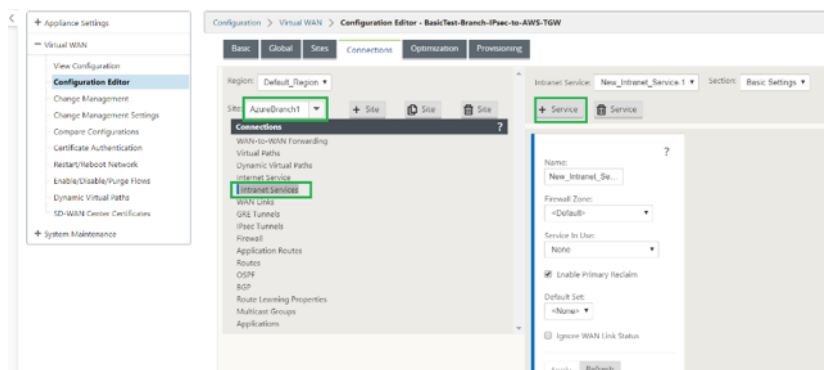 + Appliance Settings
− Virtual WAN
View Configuration
Configuration Editor
Change Management
Change Management Settings
Compare Configurations
Certificate Authentication
Restart/Reboot Network
Enable/Disable/Purge Flows
Dynamic Virtual Paths
SD-WAN Center Certificates
+ System Maintenance
Configuration > Virtual WAN > Configuration Editor - BasicTest-Branch-IPsec-to-AWS-TGW
Basic Global Sites Connections Optimization Provisioning
Region: Default_Region
Site: AzureBranch1 + Site Site Site
Connections ?
WAN-to-WAN Forwarding
Virtual Paths
Dynamic Virtual Paths
Internet Service
Intranet Services
WAN Links
GRE Tunnels
IPsec Tunnels
Firewall
Application Routes
Routes
OSPF
BGP
Route Learning Properties
Multicast Groups
Applications
Intranet Service: New_Intranet_Service-1 Section: Basic Settings
+ Service Service
?
Name:
New_Intranet_Se...
Firewall Zone:
<Default>
Service In Use:
None
Enable Primary Reclaim
Default Set:
<None>
Ignore WAN Link Status
Apply Refresh